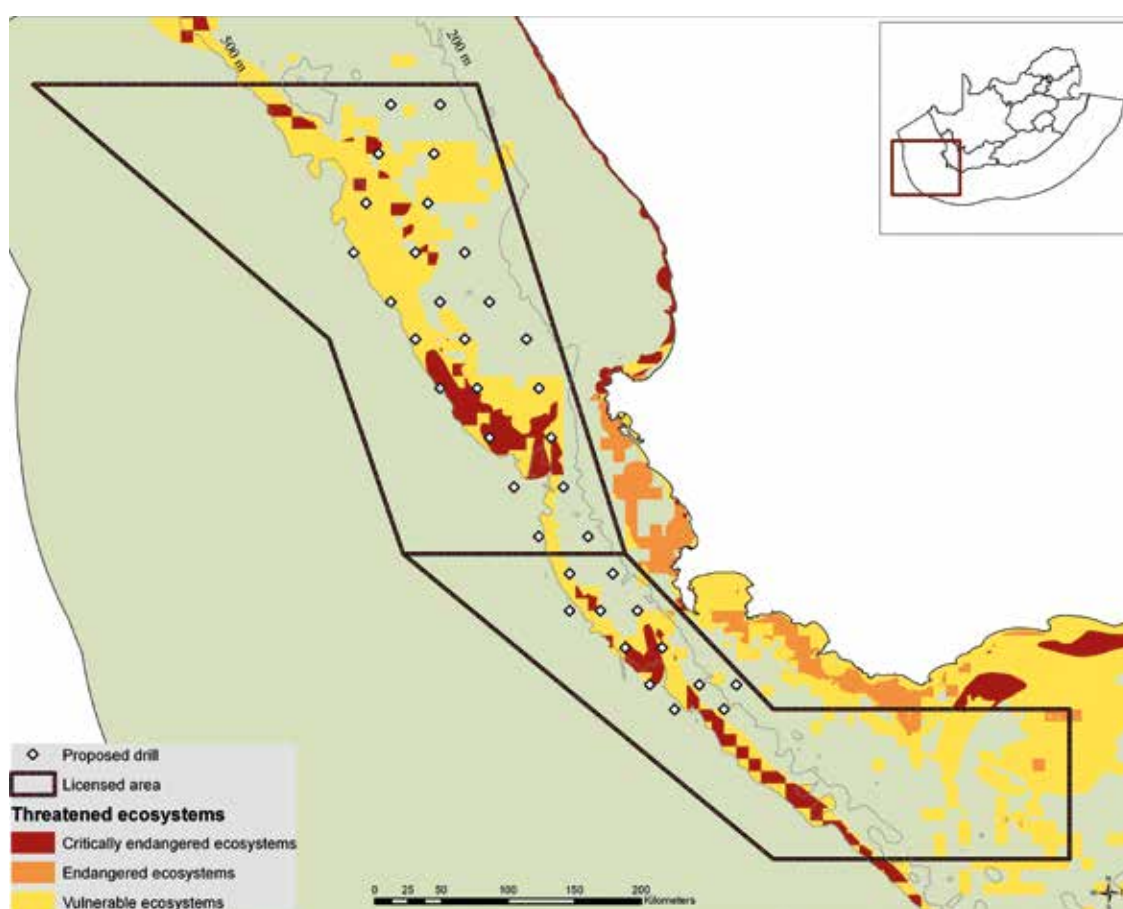 500 m
200 m
Proposed drill
Licensed area
Threatened ecosystems
Critically endangered ecosystems
Endangered ecosystems
Vulnerable ecosystems
0 25 50 100 150 200
Kilometers